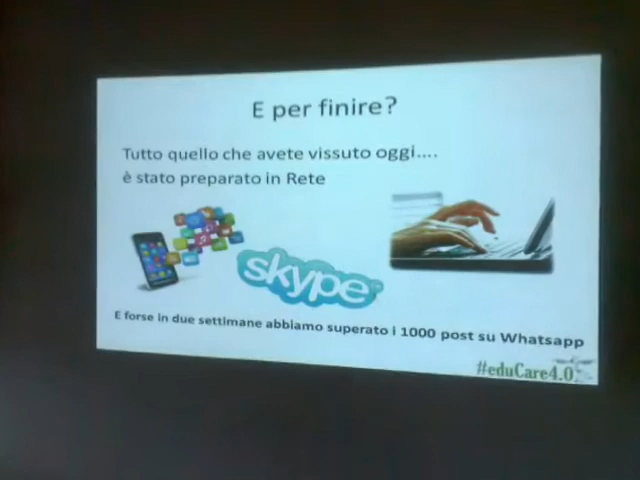 E per finire?
Tutto quello che avete vissuto oggi....
è stato preparato in Rete
skype
E forse in due settimane abbiamo superato i 1000 post su Whatsapp
#eduCare4.0